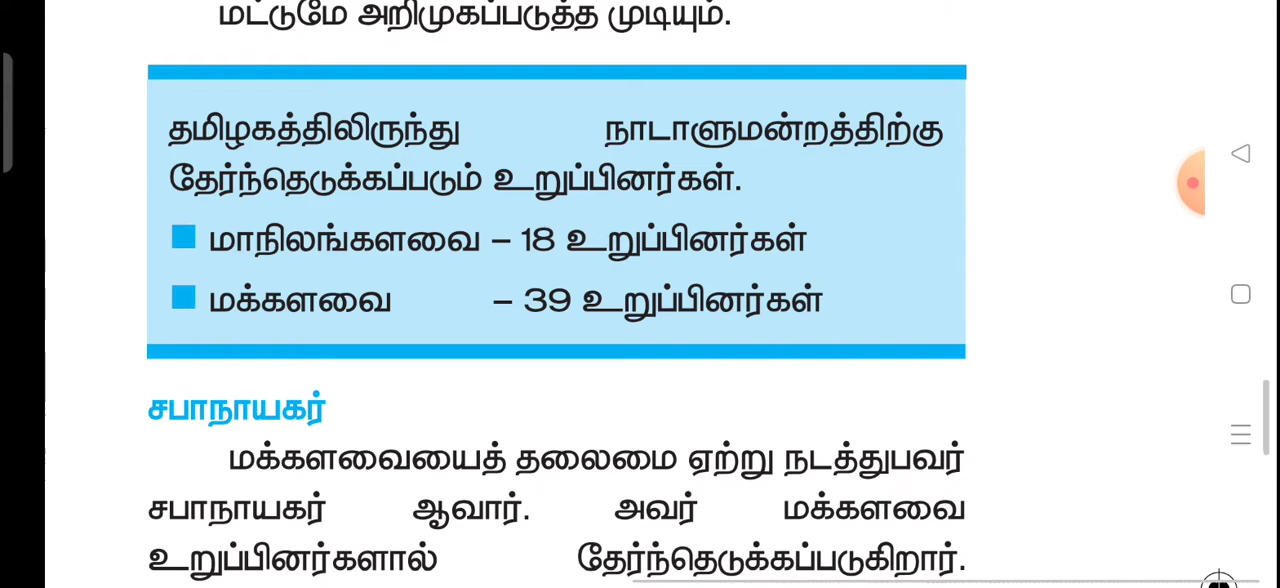 மட்டுமே அறிமுகப்படுத்த முடியும்.
தமிழகத்திலிருந்து நாடாளுமன்றத்திற்கு
தேர்ந்தெடுக்கப்படும் உறுப்பினர்கள்.
மாநிலங்களவை – 18 உறுப்பினர்கள்
மக்களவை – 39 உறுப்பினர்கள்
சபாநாயகர்
மக்களவையைத் தலைமை ஏற்று நடத்துபவர்
சபாநாயகர் ஆவார். அவர் மக்களவை
உறுப்பினர்களால் தேர்ந்தெடுக்கப்படுகிறார்.